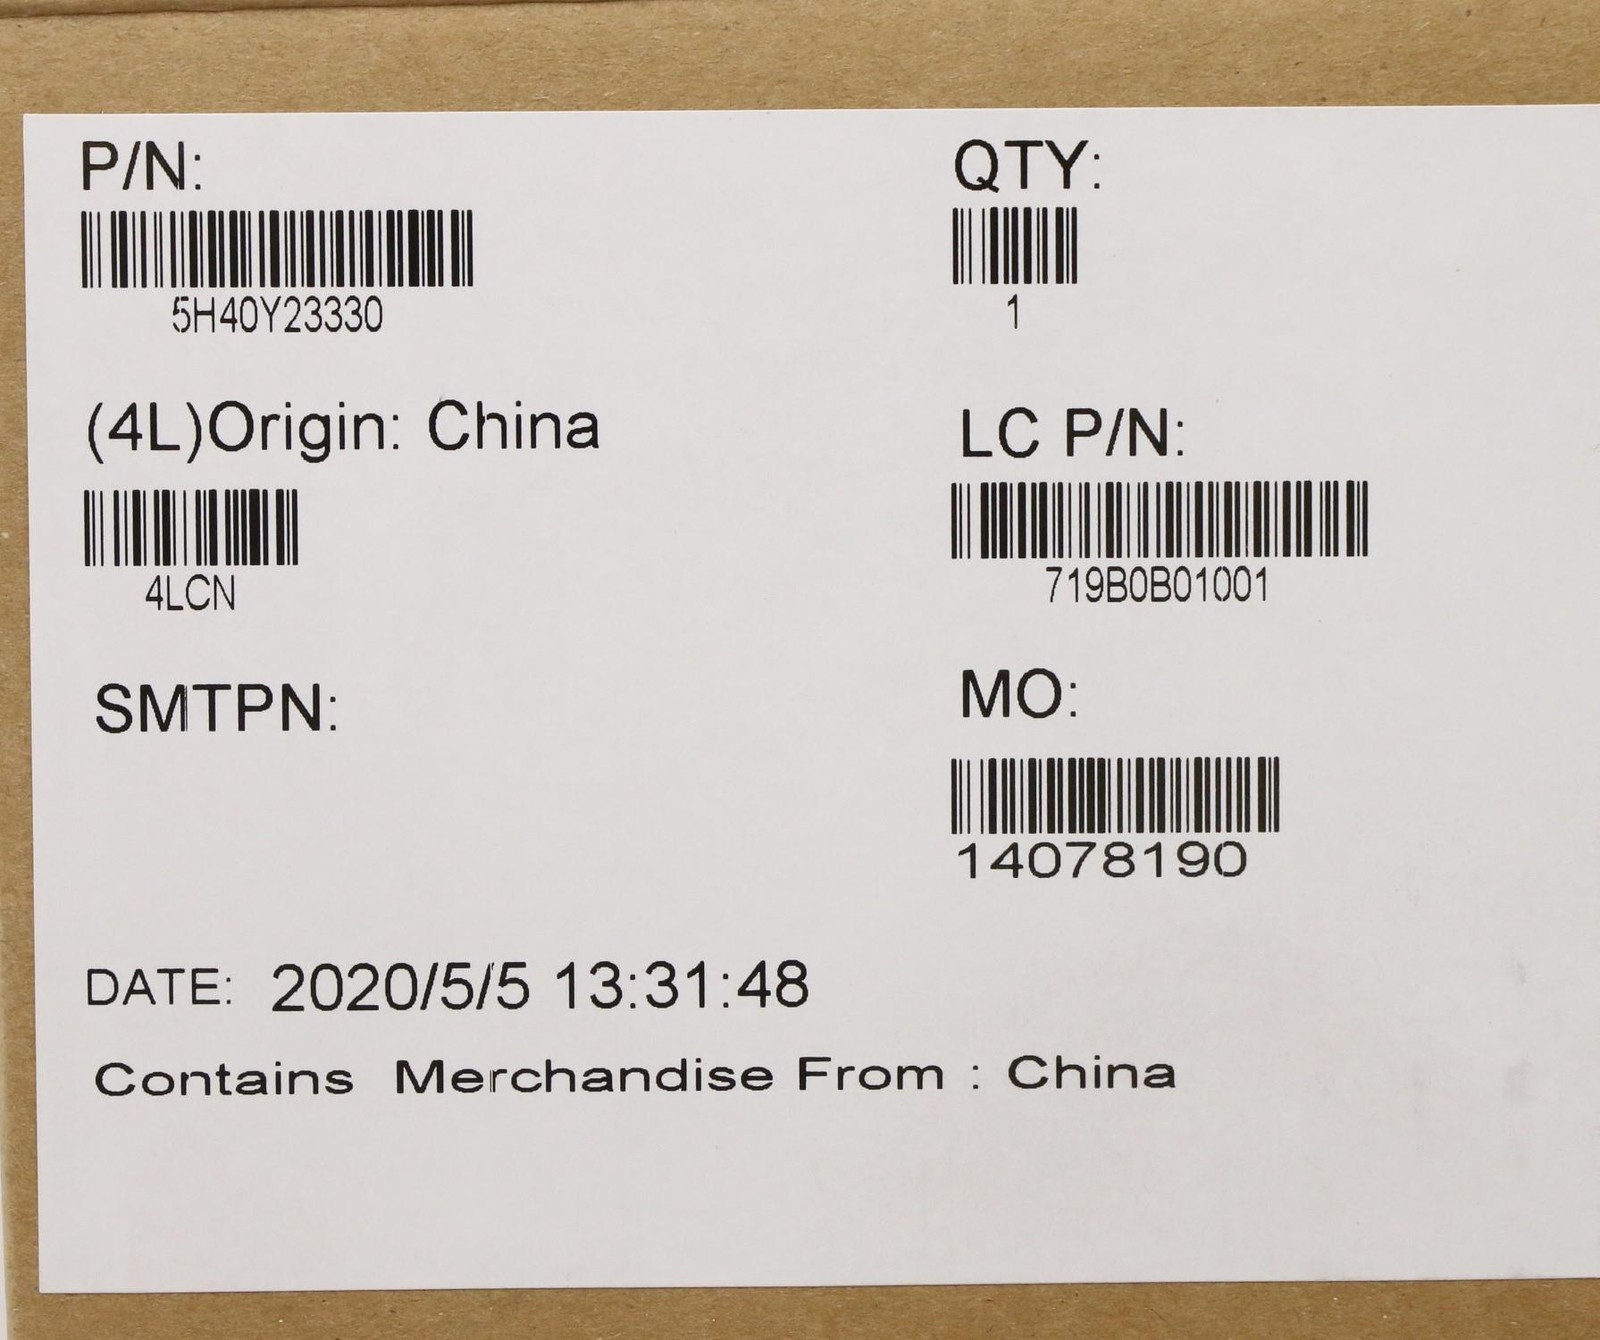 P/N:
5H40Y23330
QTY:
1
(4L)Origin: China
4LCN
LC P/N:
719B0B01001
SMTPN:
MO:
14078190
DATE: 2020/5/5 13:31:48
Contains Merchandise From : China